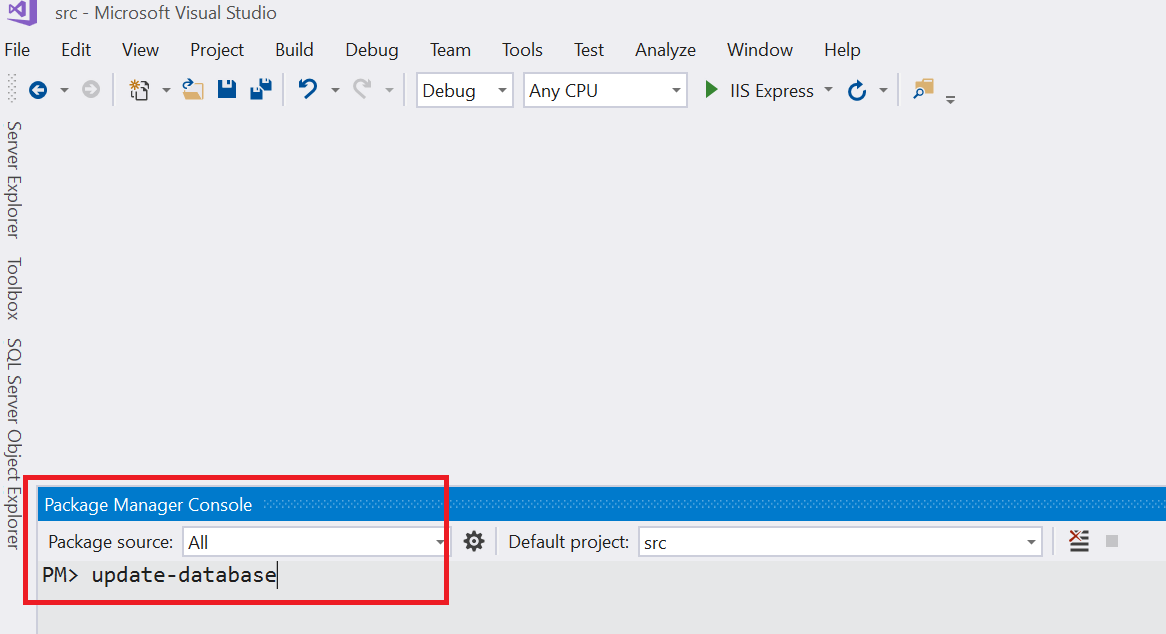 src - Microsoft Visual Studio
File Edit View Project Build Debug Team Tools Test Analyze Window Help
Debug Any CPU IIS Express
Server Explorer
Toolbox
SQL Server Object Explorer
Package Manager Console
Package source: All Default project: src
PM> update-database